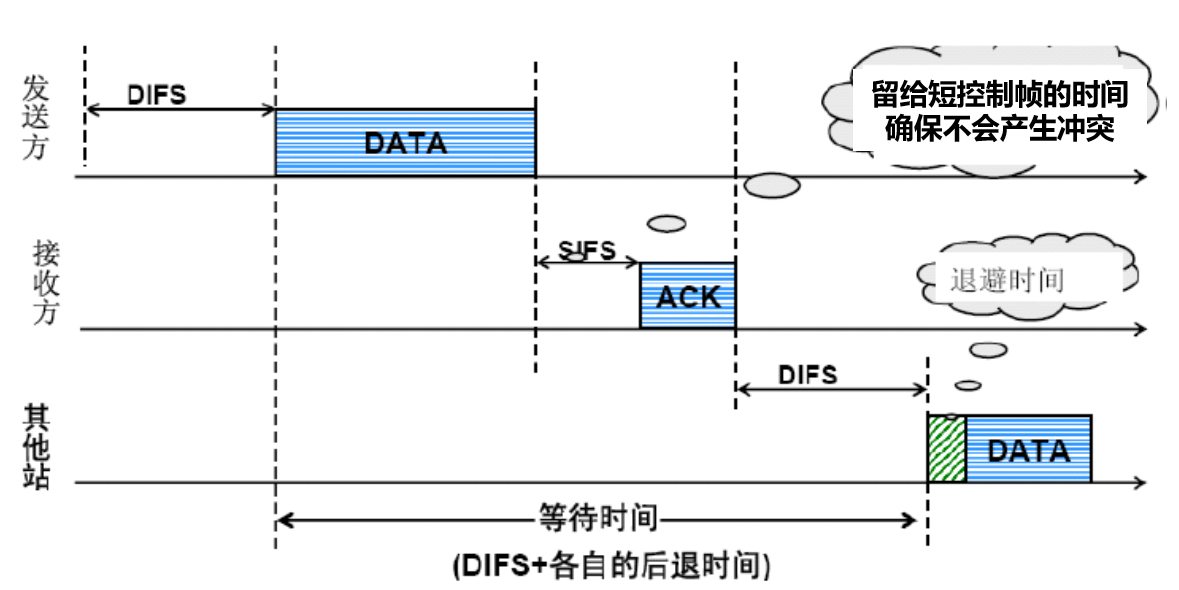 发送方
DIFS
DATA
留给短控制帧的时间
确保不会产生冲突
接收方
SIFS
ACK
退避时间
DIFS
其他站
DATA
等待时间
(DIFS+各自的后退时间)